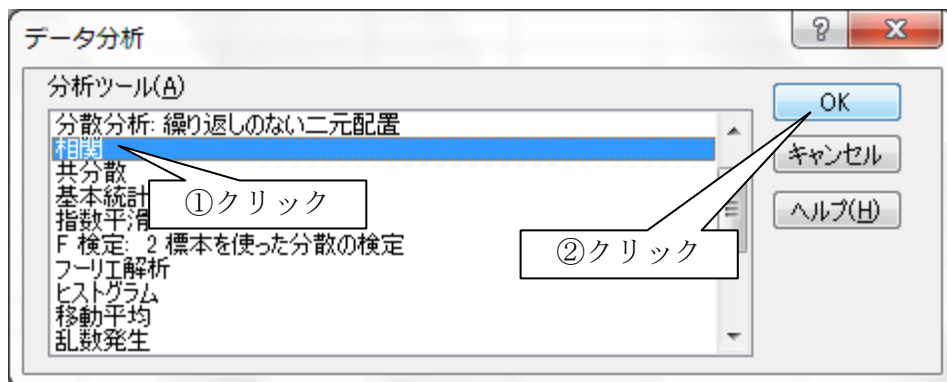 データ分析
分析ツール(A)
分散分析: 繰り返しのない二元配置
相関
共分散
基本統計
指数平滑
F 検定: 2 標本を使った分散の検定
フーリエ解析
ヒストグラム
移動平均
乱数発生
①クリック
②クリック
OK
キャンセル
ヘルプ(H)